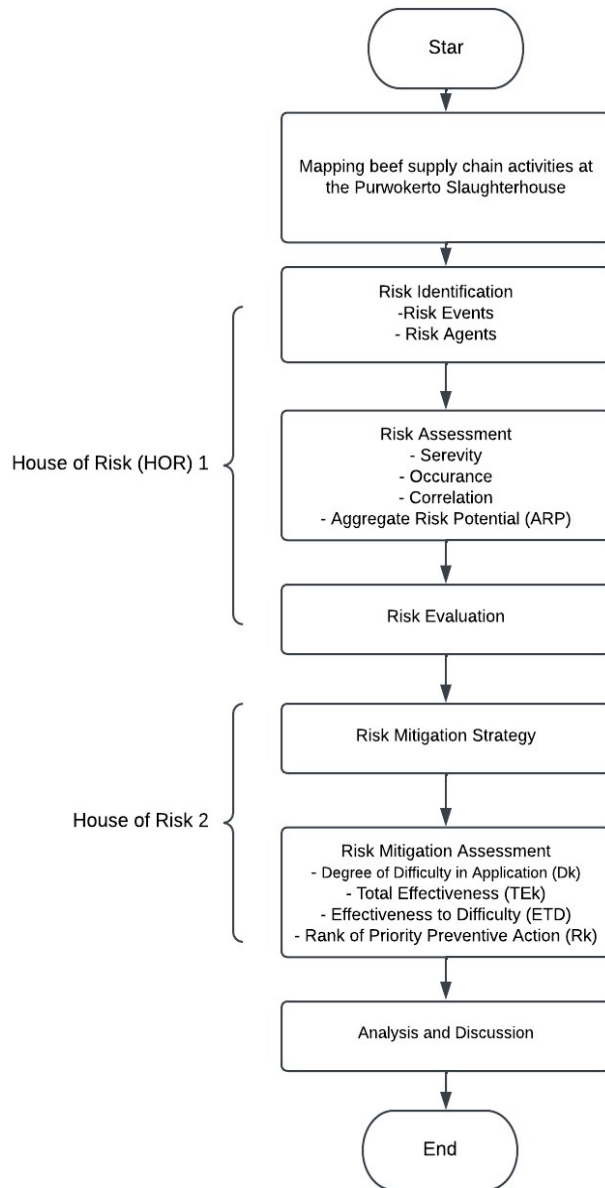 Star
Mapping beef supply chain activities at
the Purwokerto Slaughterhouse
Risk Identification
-Risk Events
- Risk Agents
House of Risk (HOR) 1
Risk Assessment
- Serevity
- Occurance
- Correlation
- Aggregate Risk Potential (ARP)
Risk Evaluation
Risk Mitigation Strategy
House of Risk 2
Risk Mitigation Assessment
- Degree of Difficulty in Application (Dk)
- Total Effectiveness (TEk)
- Effectiveness to Difficulty (ETD)
- Rank of Priority Preventive Action (Rk)
Analysis and Discussion
End